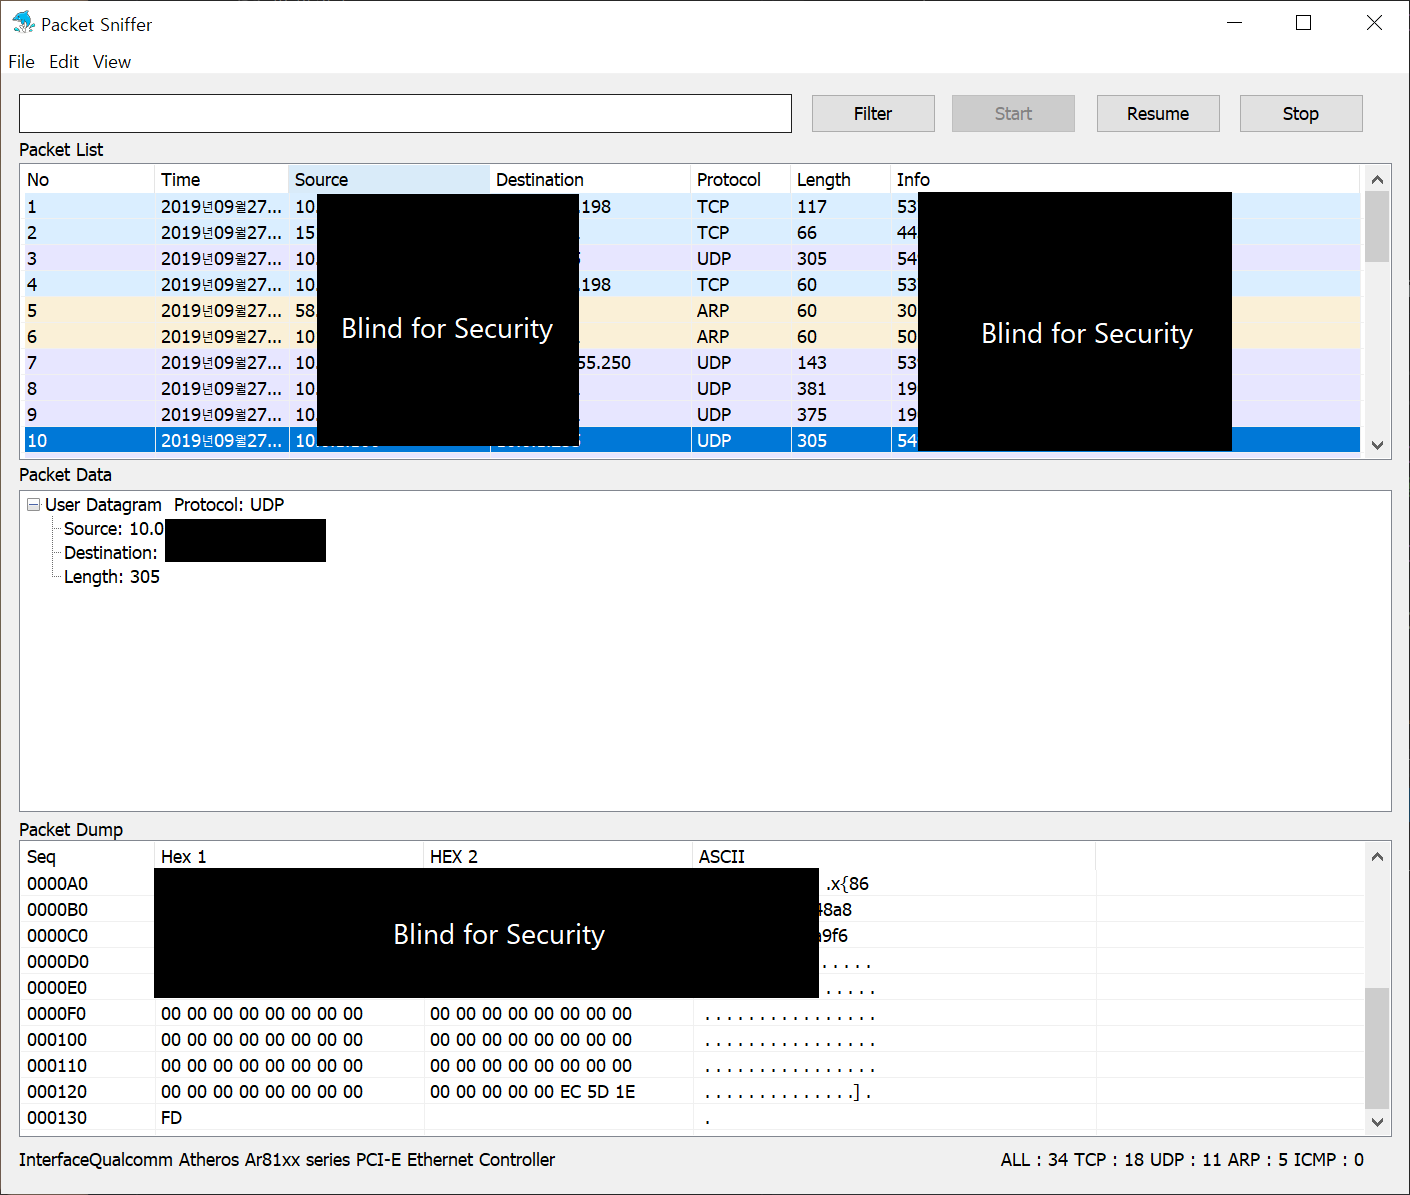 Packet Sniffer
File Edit View
Filter Start Resume Stop
Packet List
No Time Source Destination Protocol Length Info
1 2019년09월27... 10. .198 TCP 117 53
2 2019년09월27... 15 TCP 66 44
3 2019년09월27... 10. UDP 305 54
4 2019년09월27... 10. .198 TCP 60 53
5 2019년09월27... 58. ARP 60 30
Blind for Security Blind for Security
6 2019년09월27... 10 ARP 60 50
7 2019년09월27... 10. 55.250 UDP 143 53
8 2019년09월27... 10. UDP 381 19
9 2019년09월27... 10. UDP 375 19
10 2019년09월27... 10. UDP 305 54
Packet Data
User Datagram Protocol: UDP
Source: 10.0
Destination:
Length: 305
Packet Dump
Seq Hex 1 HEX 2 ASCII
0000A0 .x{86
0000B0 48a8
0000C0 a9f6
Blind for Security
0000D0 . . . . .
0000E0 . . . . .
0000F0 00 00 00 00 00 00 00 00 00 00 00 00 00 00 00 00 . . . . . . . . . . . . . . . .
000100 00 00 00 00 00 00 00 00 00 00 00 00 00 00 00 00 . . . . . . . . . . . . . . . .
000110 00 00 00 00 00 00 00 00 00 00 00 00 00 00 00 00 . . . . . . . . . . . . . . . .
000120 00 00 00 00 00 00 00 00 00 00 00 00 00 EC 5D 1E . . . . . . . . . . . . . .] .
000130 FD .
InterfaceQualcomm Atheros Ar81xx series PCI-E Ethernet Controller ALL : 34 TCP : 18 UDP : 11 ARP : 5 ICMP : 0